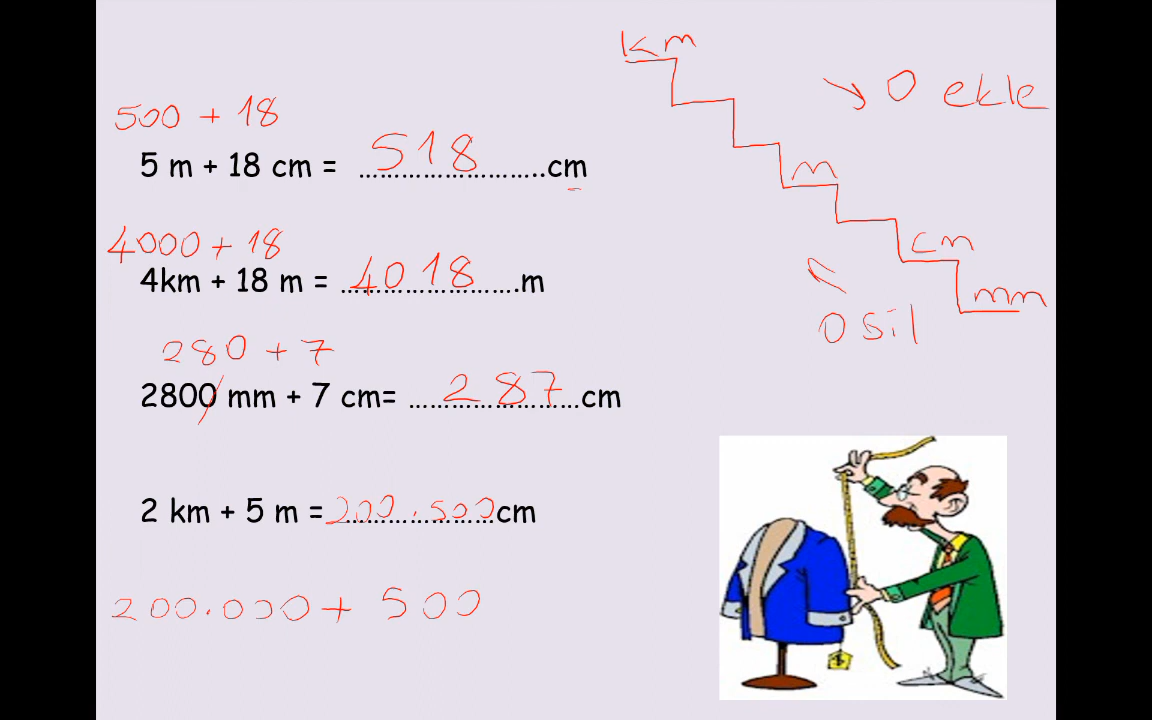 500 + 18
5 m + 18 cm = 518 cm
4000 + 18
4km + 18 m = 4018 .m
280 + 7
2800 mm + 7 cm= 287 cm
2 km + 5 m = 200.500 cm
200.000 + 500
km
↘ 0 ekle
m
cm
mm
↖
0 sil